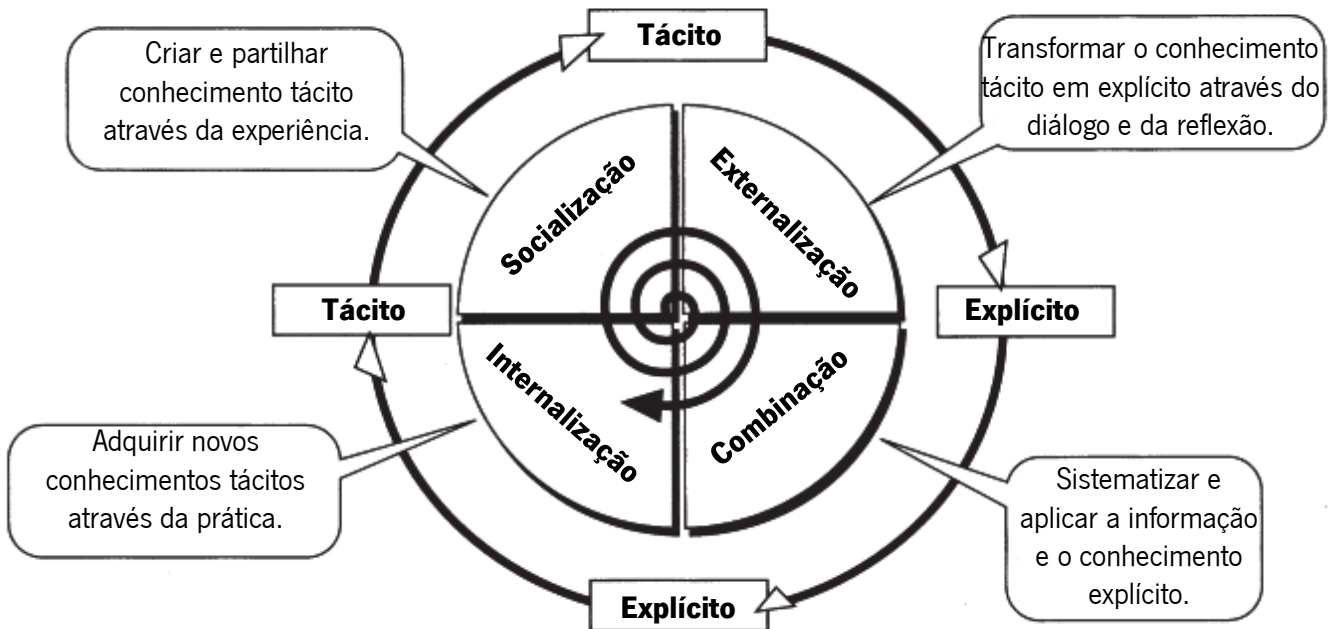 Tácito
Criar e partilhar
conhecimento tácito
através da experiência.
Transformar o conhecimento
tácito em explícito através do
diálogo e da reflexão.
Socialização
Externalização
Tácito
Explícito
Internalização
Combinação
Adquirir novos
conhecimentos tácitos
através da prática.
Sistematizar e
aplicar a informação
e o conhecimento
explícito.
Explícito